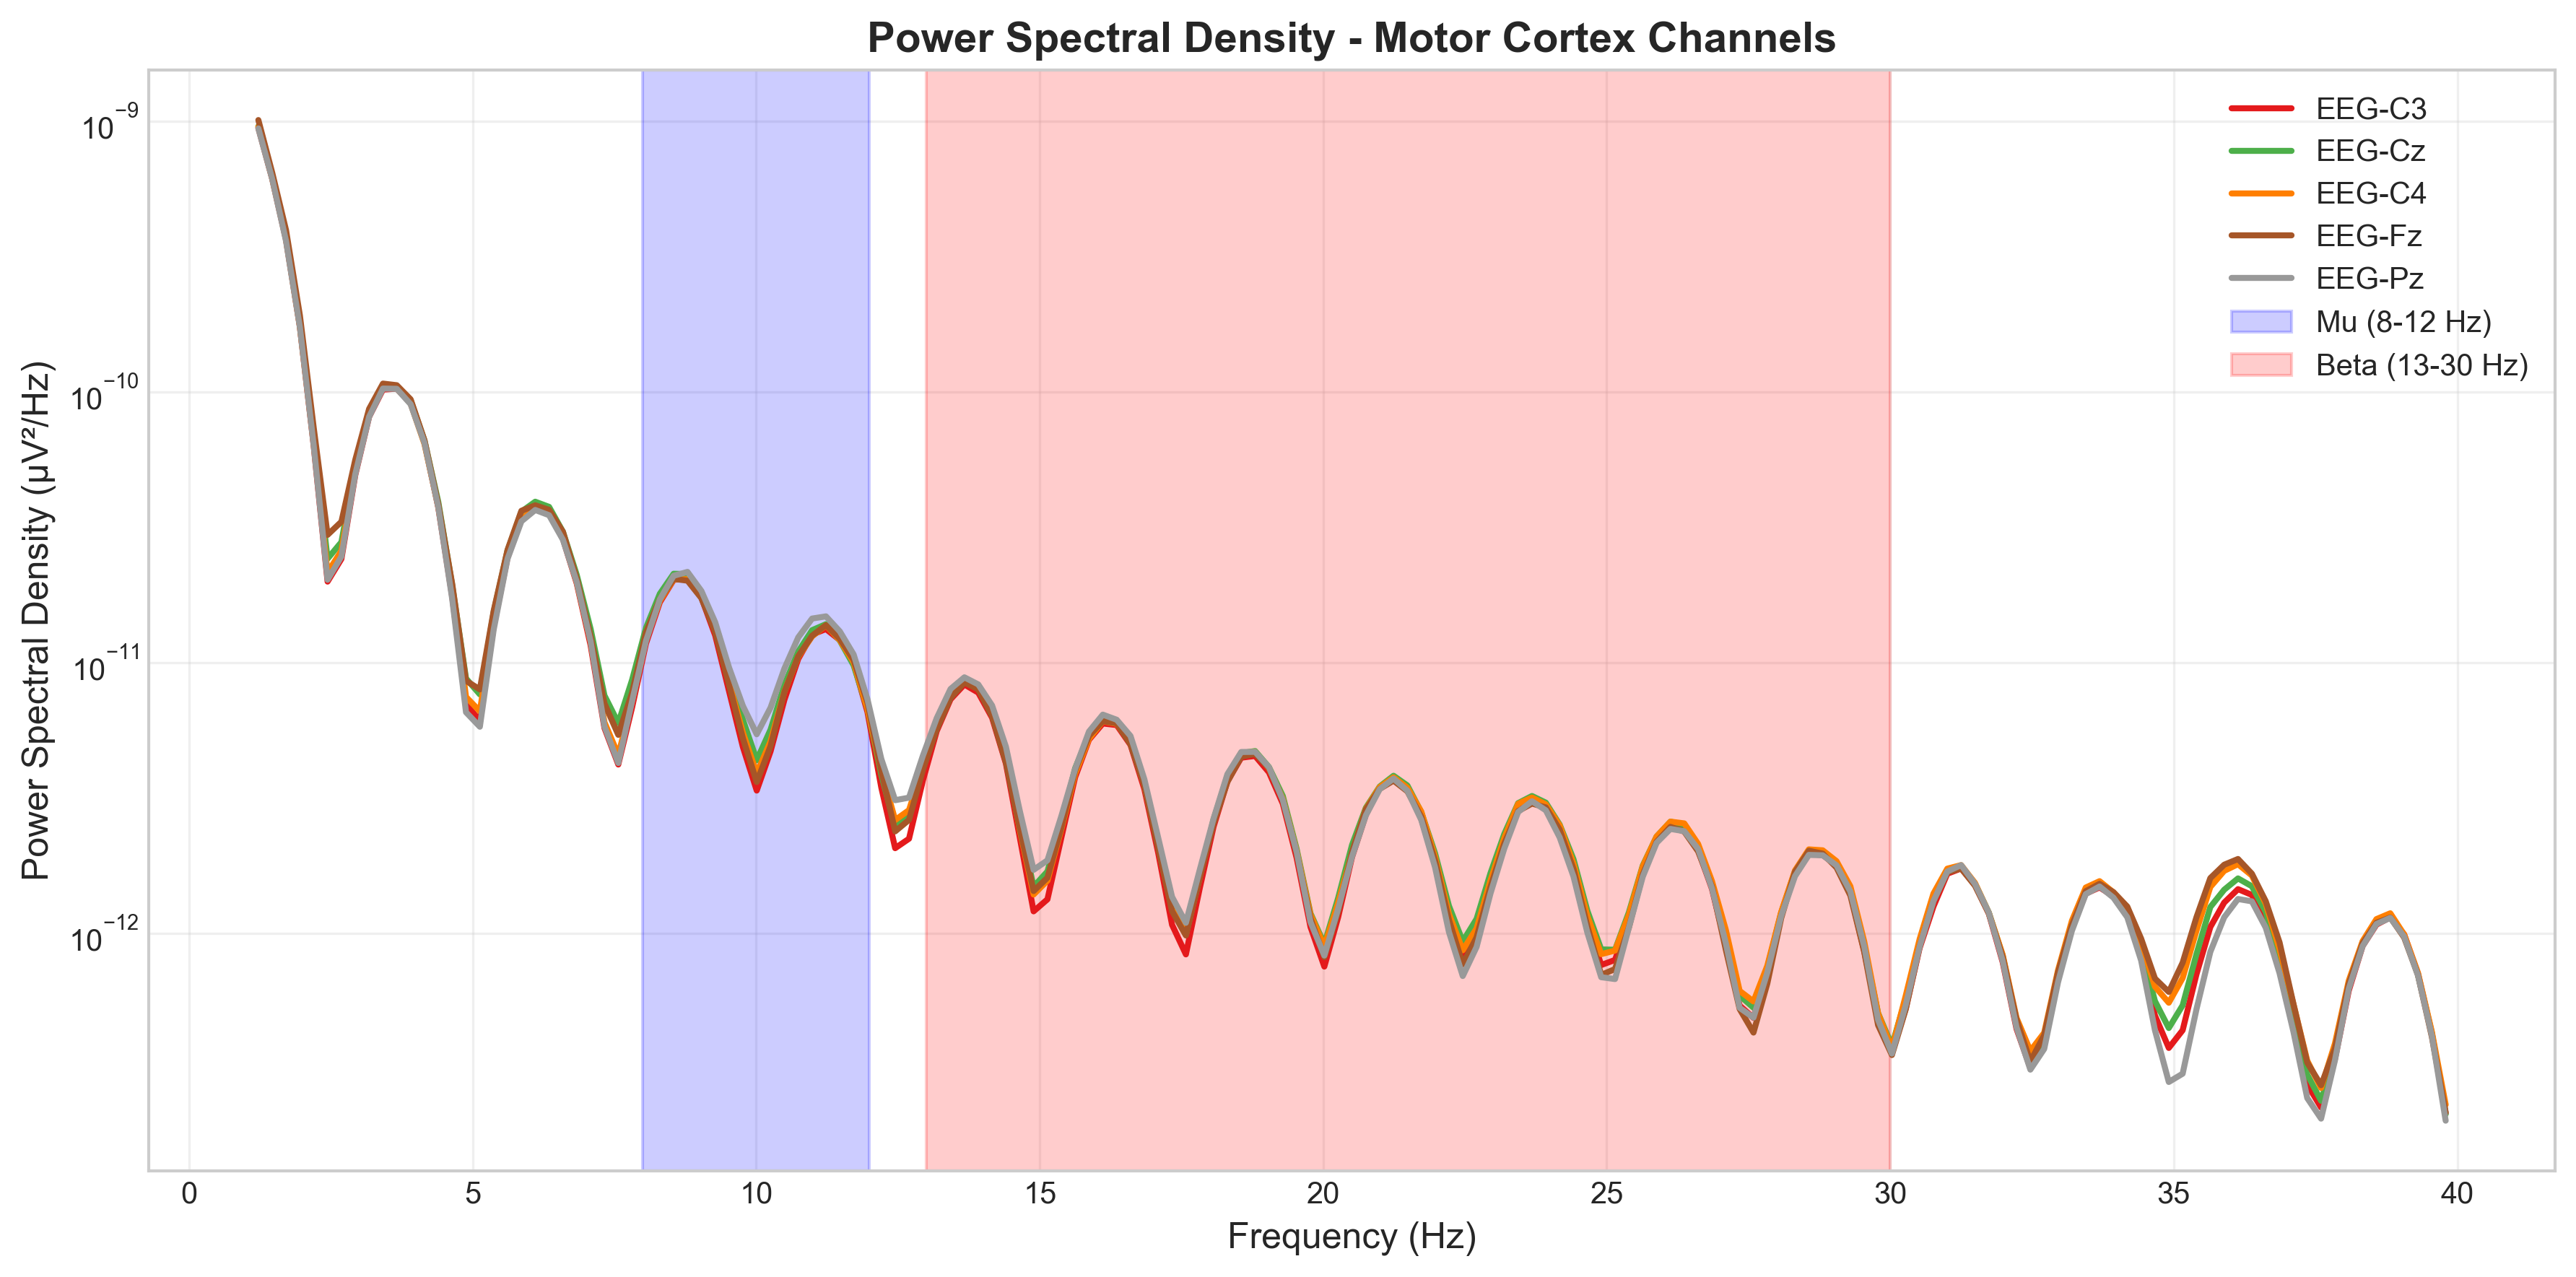 Power Spectral Density - Motor Cortex Channels
Power Spectral Density (µV²/Hz)
10⁻⁹
10⁻¹⁰
10⁻¹¹
10⁻¹²
EEG-C3
EEG-Cz
EEG-C4
EEG-Fz
EEG-Pz
Mu (8-12 Hz)
Beta (13-30 Hz)
0 5 10 15 20 25 30 35 40
Frequency (Hz)